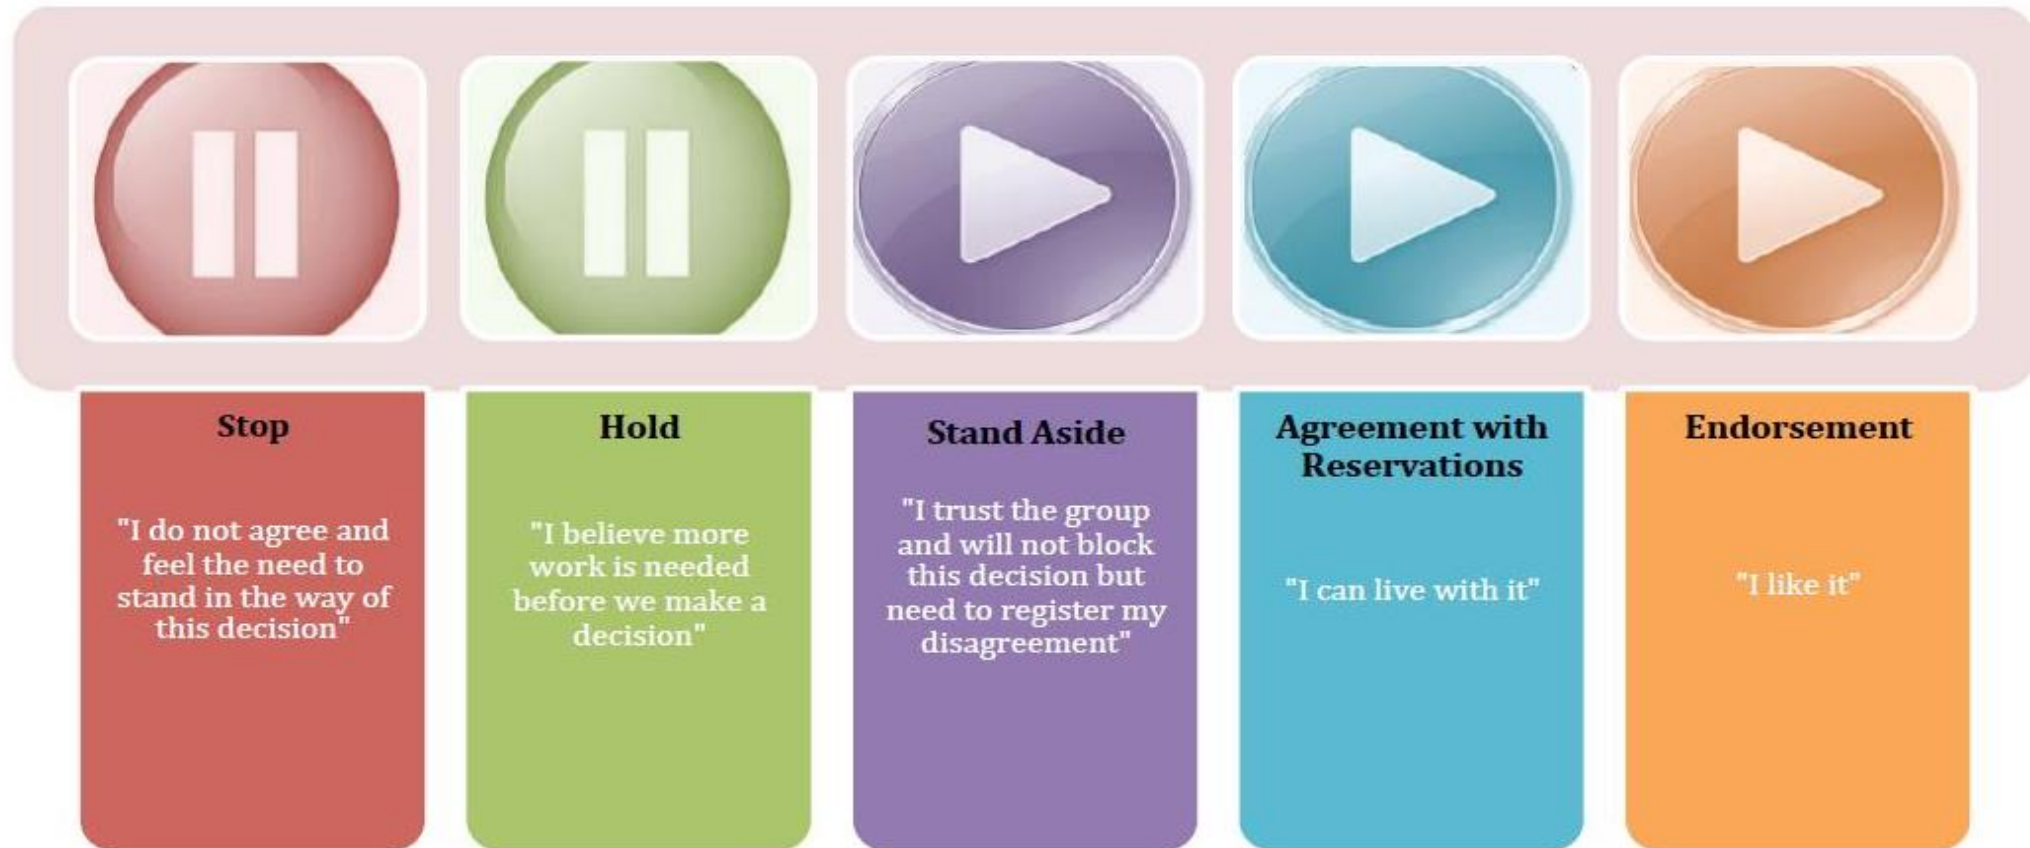 Stop
"I do not agree and
feel the need to
stand in the way of
this decision"
Hold
"I believe more
work is needed
before we make a
decision"
Stand Aside
"I trust the group
and will not block
this decision but
need to register my
disagreement"
Agreement with
Reservations
"I can live with it"
Endorsement
"I like it"